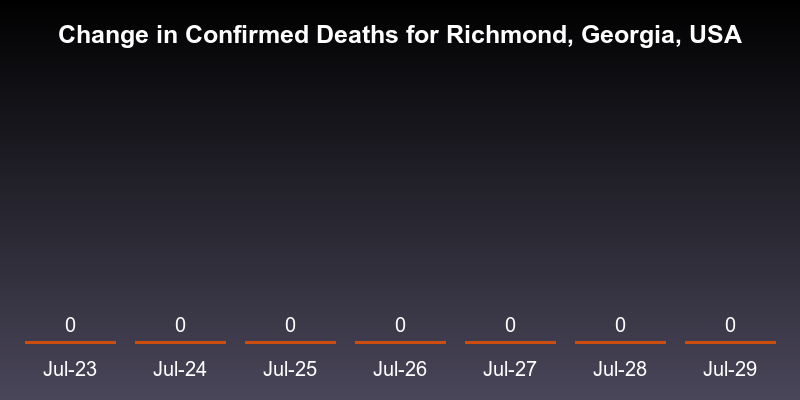 Change in Confirmed Deaths for Richmond, Georgia, USA
0 0 0 0 0 0 0
Jul-23 Jul-24 Jul-25 Jul-26 Jul-27 Jul-28 Jul-29